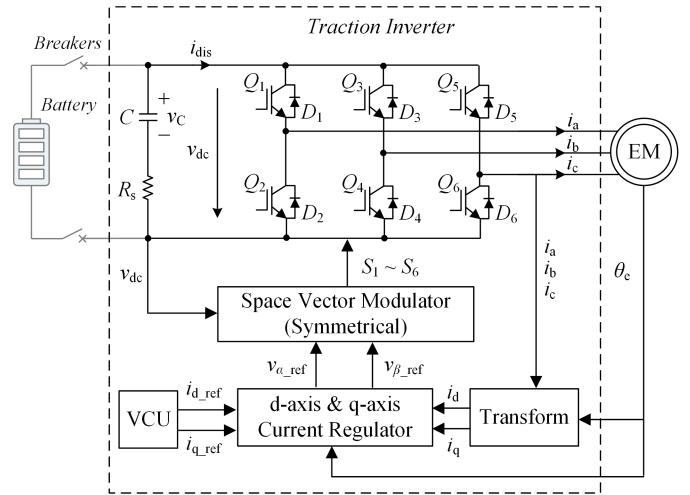 Traction Inverter
Breakers
i_dis
Battery
C
+
v_C
−
v_dc
R_s
Q_1
D_1
Q_3
D_3
Q_5
D_5
Q_2
D_2
Q_4
D_4
Q_6
D_6
i_a
i_b
i_c
EM
v_dc
S_1 ~ S_6
i_a
i_b
i_c
θ_e
Space Vector Modulator
(Symmetrical)
v_α_ref
v_β_ref
VCU
i_d_ref
i_q_ref
d-axis & q-axis
Current Regulator
i_d
i_q
Transform